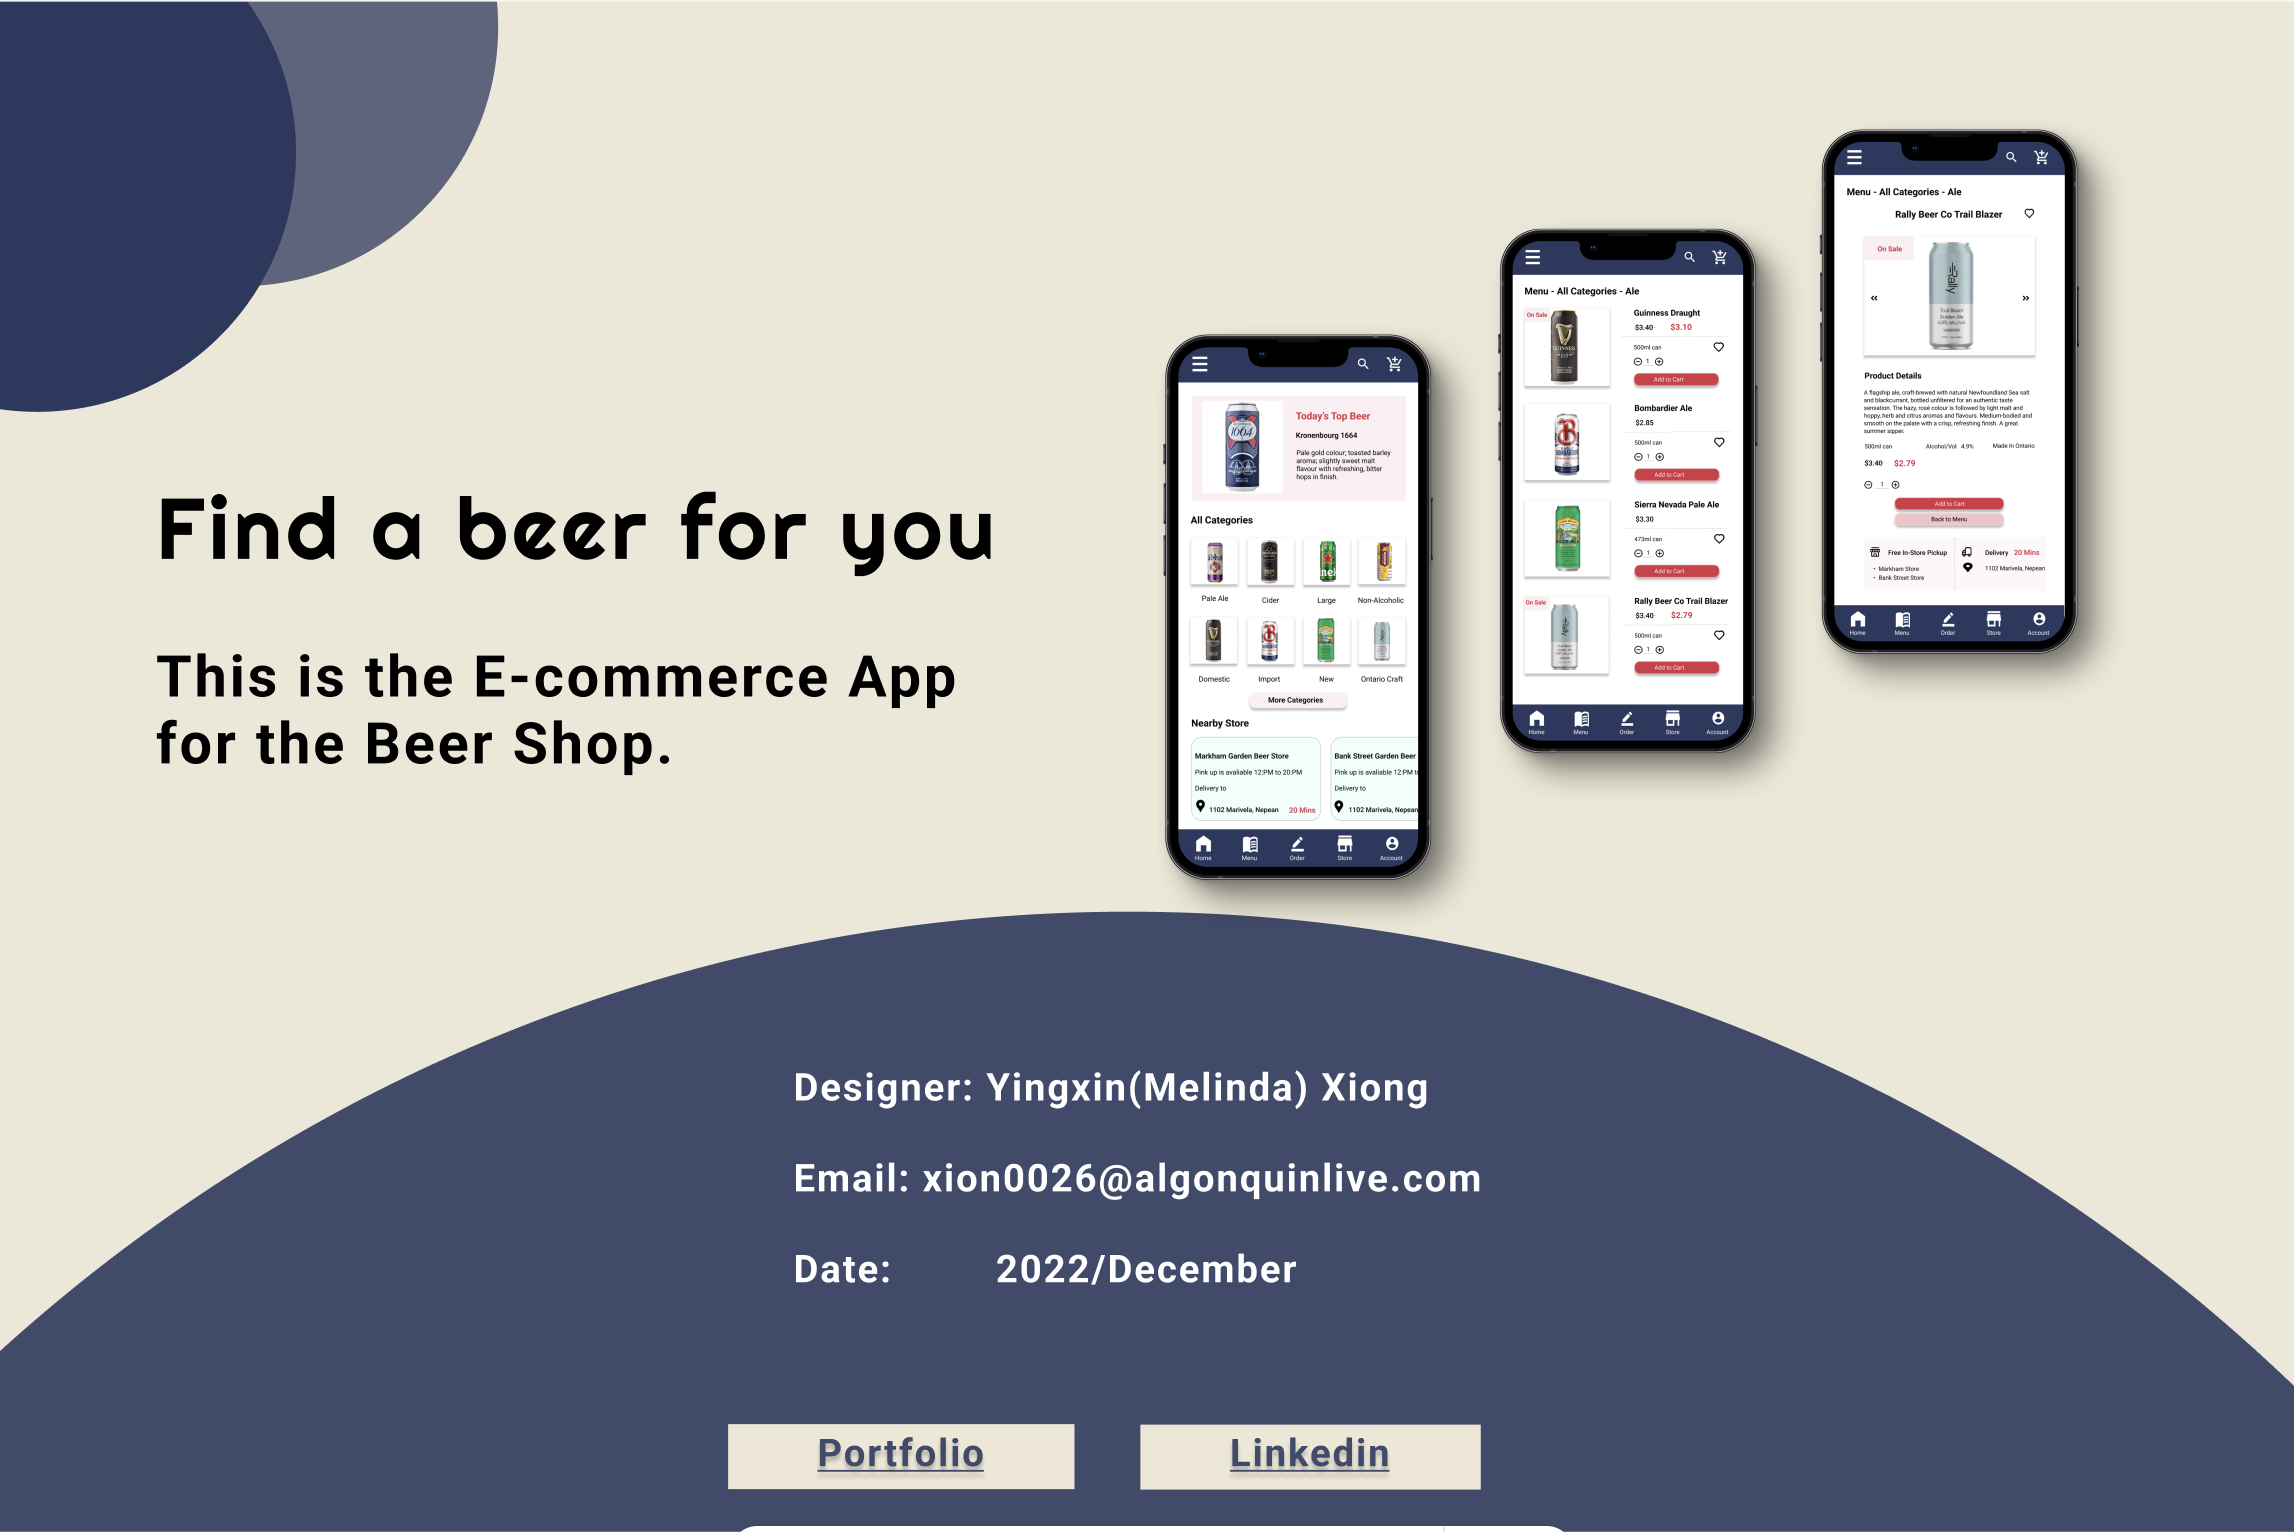 Find a beer for you
This is the E-commerce App
for the Beer Shop.
1664
Today's Top Beer
Kronenbourg 1664
Pale gold colour; toasted barley
aroma; slightly sweet malt
flavour with refreshing, bitter
hops in finish.
All Categories
Pale Ale
Cider
Large
Non-Alcoholic
Domestic
Import
New
Ontario Craft
More Categories
Nearby Store
Markham Garden Beer Store
Pink up is avaliable 12:PM to 20:PM
Delivery to
1102 Marivela, Nepean 20 Mins
Bank Street Garden Beer
Pink up is avaliable 12:PM t
Delivery to
1102 Marivela, Nepean
Home
Menu
Order
Store
Account
Menu - All Categories - Ale
On Sale
GUINNESS
Guinness Draught
$3.40 $3.10
500ml can
1
Add to Cart
Bombardier Ale
$2.85
500ml can
1
Add to Cart
Sierra Nevada Pale Ale
$3.30
473ml can
1
Add to Cart
On Sale
Rally
Rally Beer Co Trail Blazer
$3.40 $2.79
500ml can
1
Add to Cart
Home
Menu
Order
Store
Account
Menu - All Categories - Ale
Rally Beer Co Trail Blazer
On Sale
Rally
Trail Blazer
Golden Ale
4.0% alc./vol.
Product Details
A flagship ale, craft-brewed with natural Newfoundland Sea salt
and blackcurrant, bottled unfiltered for an authentic taste
sensation. The hazy, rosé colour is followed by light malt and
hoppy, herb and citrus aromas and flavours. Medium-bodied and
smooth on the palate with a crisp, refreshing finish. A great
summer sipper.
500ml can Alcohol/Vol 4.9% Made In Ontario
$3.40 $2.79
1
Add to Cart
Back to Menu
Free In-Store Pickup
• Markham Store
• Bank Street Store
Delivery 20 Mins
1102 Marivela, Nepean
Home
Menu
Order
Store
Account
Designer: Yingxin(Melinda) Xiong
Email: xion0026@algonquinlive.com
Date: 2022/December
Portfolio
Linkedin